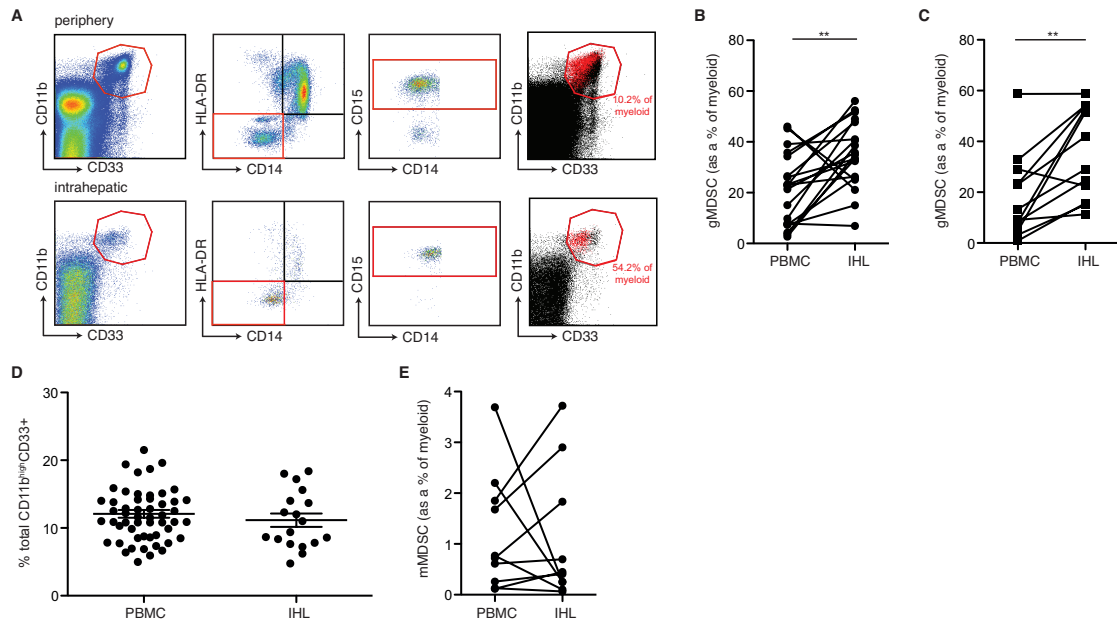 A
periphery
CD11b
CD33
HLA-DR
CD14
CD15
CD14
CD11b
CD33
10.2% of
myeloid
intrahepatic
CD11b
CD33
HLA-DR
CD14
CD15
CD14
CD11b
CD33
54.2% of
myeloid
B
gMDSC (as a % of myeloid)
80
60
40
20
0
**
PBMC
IHL
C
gMDSC (as a % of myeloid)
80
60
40
20
0
**
PBMC
IHL
D
% total CD11bhighCD33+
30
20
10
0
PBMC
IHL
E
mMDSC (as a % of myeloid)
4
3
2
1
0
PBMC
IHL